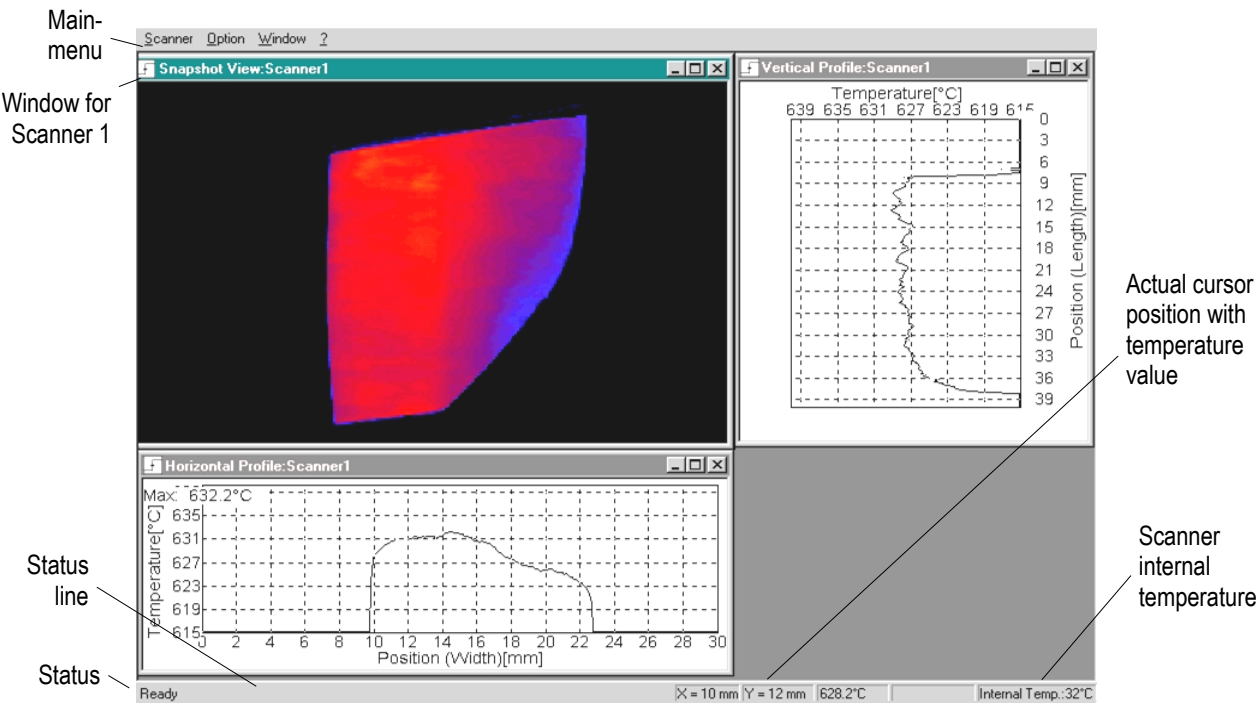 Main-
menu
Scanner Option Window ?
Snapshot View:Scanner1
Window for
Scanner 1
Vertical Profile:Scanner1
Temperature[°C]
639 635 631 627 623 619 615
0
3
6
9
12
15
18
21
24
27
30
33
36
39
Position (Length)[mm]
Actual cursor
position with
temperature
value
Horizontal Profile:Scanner1
Max: 632.2°C
Temperature[°C]
635
631
627
623
619
615
0 2 4 6 8 10 12 14 16 18 20 22 24 26 28 30
Position (Width)[mm]
Scanner
internal
temperature
Status
line
Status
Ready
X = 10 mm Y = 12 mm 628.2°C Internal Temp.:32°C